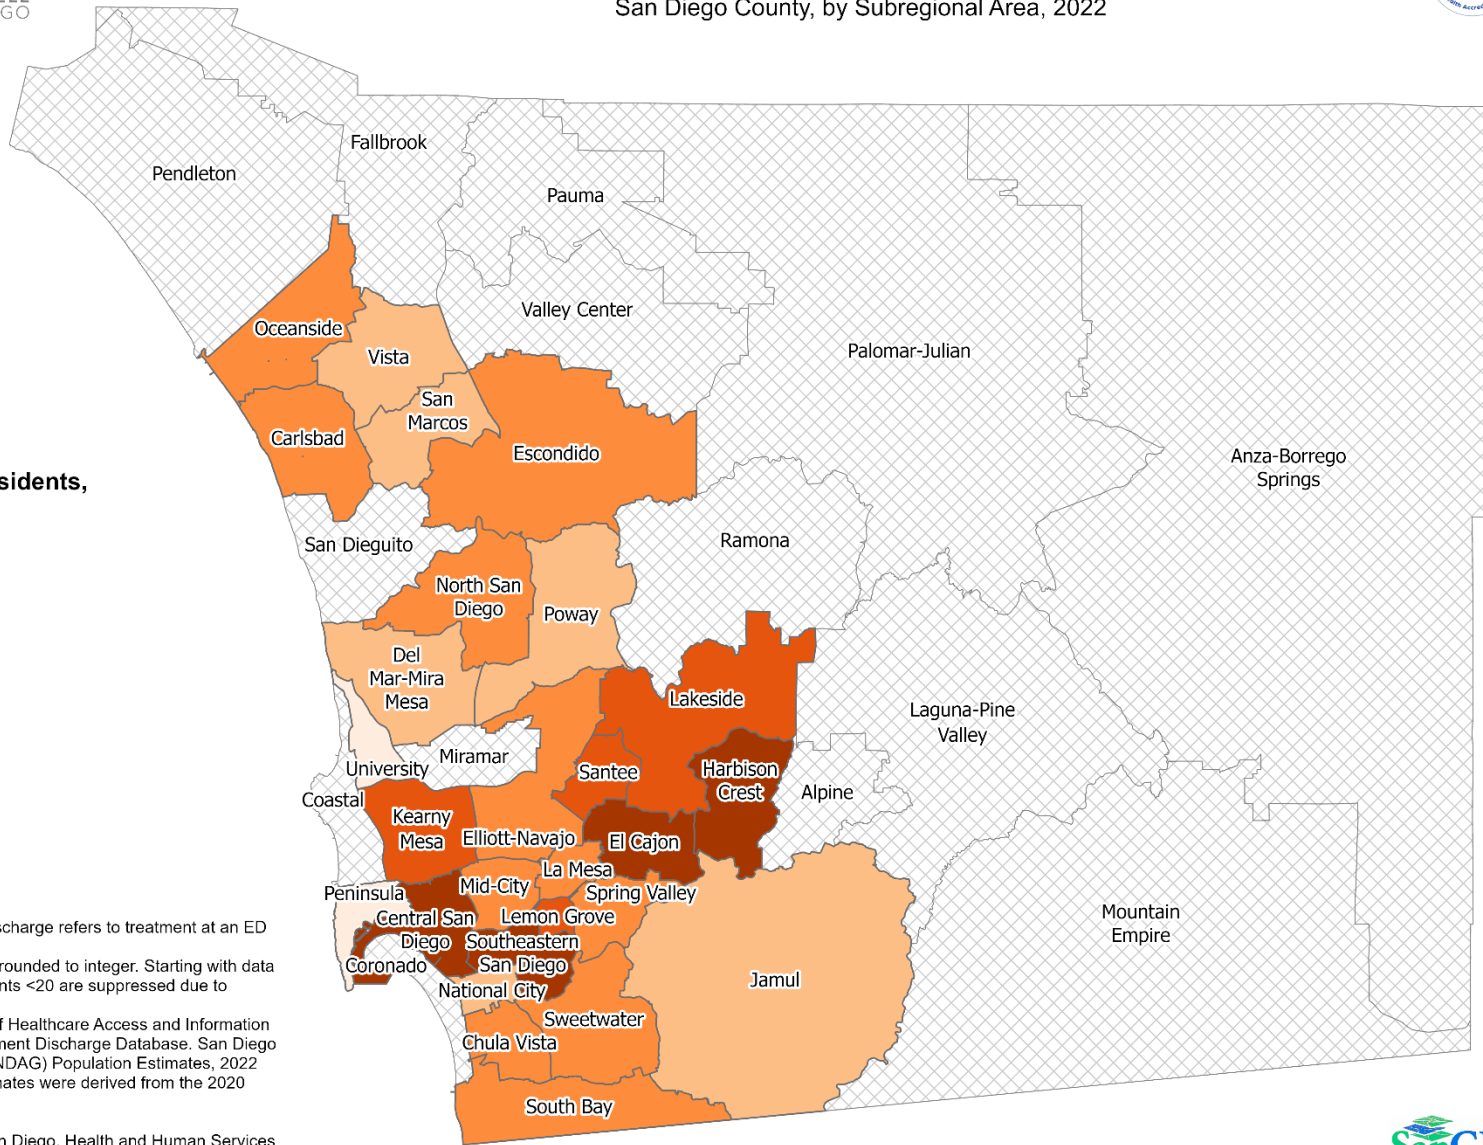 GO
San Diego County, by Subregional Area, 2022
Fallbrook
Pendleton
Pauma
Valley Center
Oceanside
Vista
Palomar-Julian
San
Marcos
Carlsbad
Escondido
Anza-Borrego
Springs
sidents,
San Dieguito
Ramona
North San
Diego
Poway
Del
Mar-Mira
Mesa
Lakeside
Laguna-Pine
Valley
Miramar
University
Santee
Harbison
Crest
Alpine
Coastal
Kearny
Mesa
Elliott-Navajo
El Cajon
La Mesa
Mid-City
Spring Valley
Peninsula
Central San
Diego
Lemon Grove
Southeastern
San Diego
Coronado
National City
Mountain
Empire
Jamul
Sweetwater
Chula Vista
South Bay
scharge refers to treatment at an ED
rounded to integer. Starting with data
nts <20 are suppressed due to
f Healthcare Access and Information
ment Discharge Database. San Diego
NDAG) Population Estimates, 2022
mates were derived from the 2020
n Diego, Health and Human Services